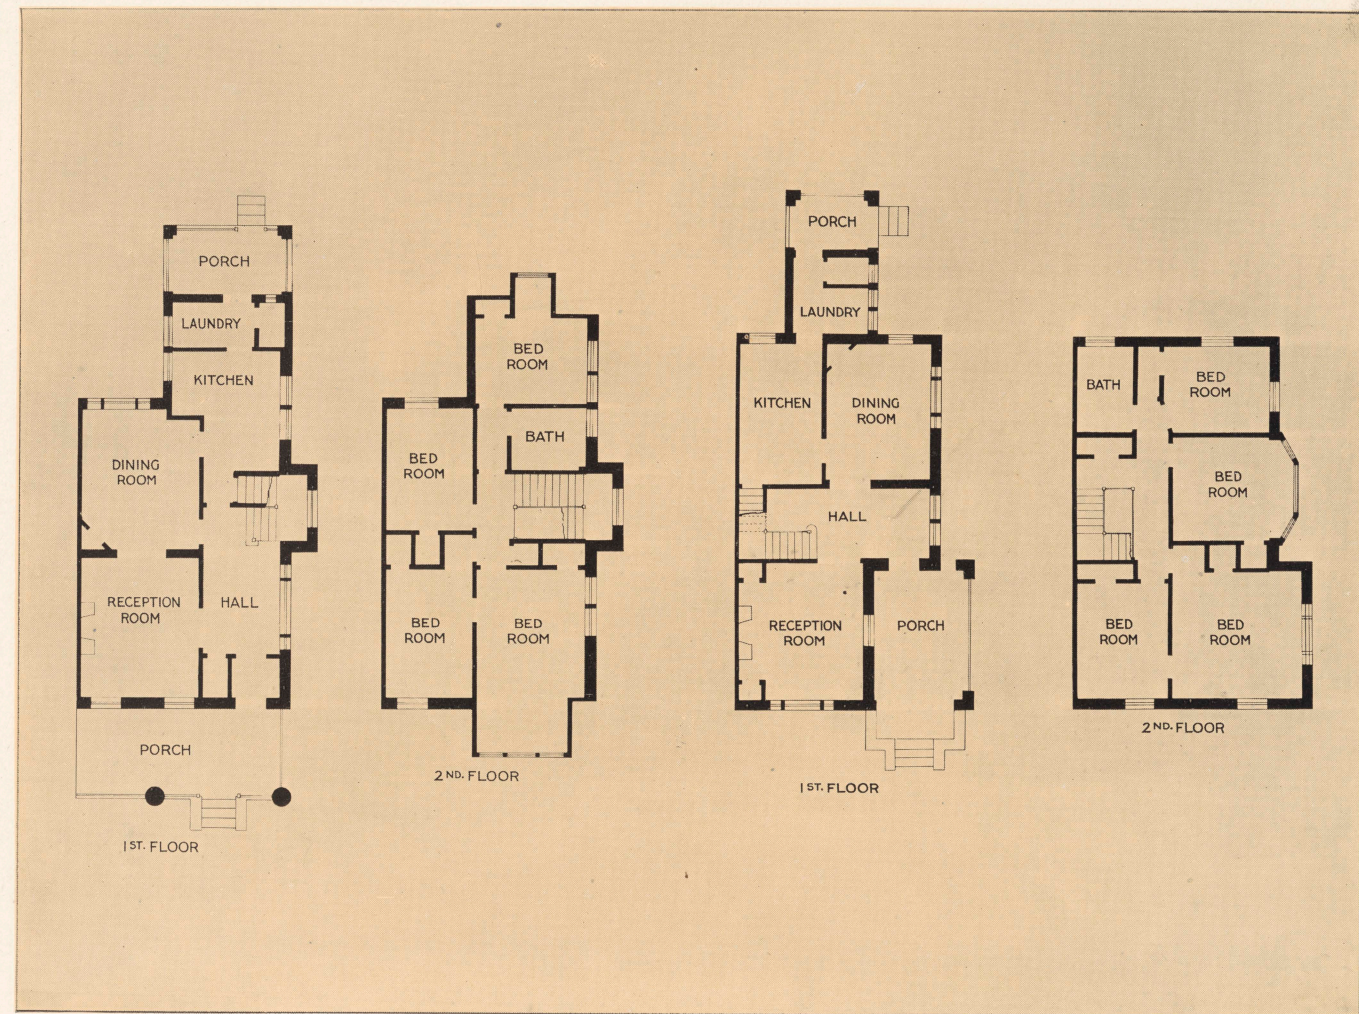 PORCH
LAUNDRY
KITCHEN
DINING
ROOM
RECEPTION
ROOM
HALL
PORCH
1ST. FLOOR
BED
ROOM
BATH
BED
ROOM
BED
ROOM
BED
ROOM
2ND. FLOOR
PORCH
LAUNDRY
KITCHEN
DINING
ROOM
HALL
RECEPTION
ROOM
PORCH
1ST. FLOOR
BATH
BED
ROOM
BED
ROOM
BED
ROOM
BED
ROOM
2ND. FLOOR